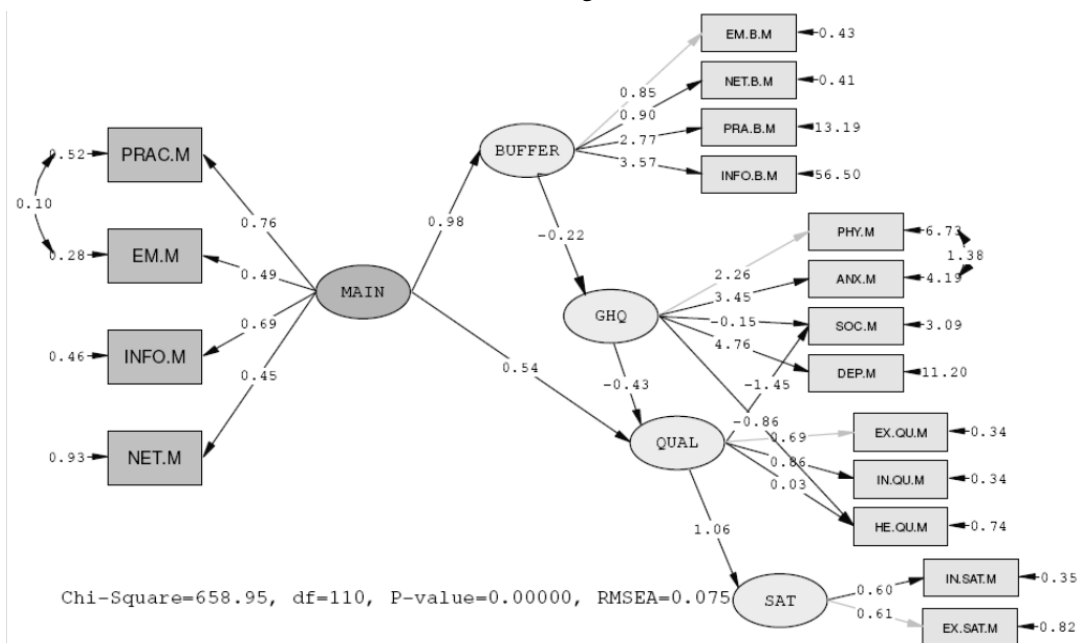 EM.B.M
0.43
NET.B.M
0.41
0.85
0.90
PRA.B.M
13.19
2.77
BUFFER
3.57
INFO.B.M
56.50
0.52
PRAC.M
0.10
0.76
0.98
-0.22
0.28
EM.M
0.49
PHY.M
6.73
1.38
2.26
ANX.M
4.19
3.45
MAIN
GHQ
-0.15
SOC.M
3.09
0.69
4.76
0.46
INFO.M
0.54
DEP.M
11.20
0.45
-0.43
-1.45
-0.86
0.93
NET.M
QUAL
0.69
EX.QU.M
0.34
0.86
0.03
IN.QU.M
0.34
HE.QU.M
0.74
1.06
IN.SAT.M
0.35
0.60
Chi-Square=658.95, df=110, P-value=0.00000, RMSEA=0.075
SAT
0.61
EX.SAT.M
0.82